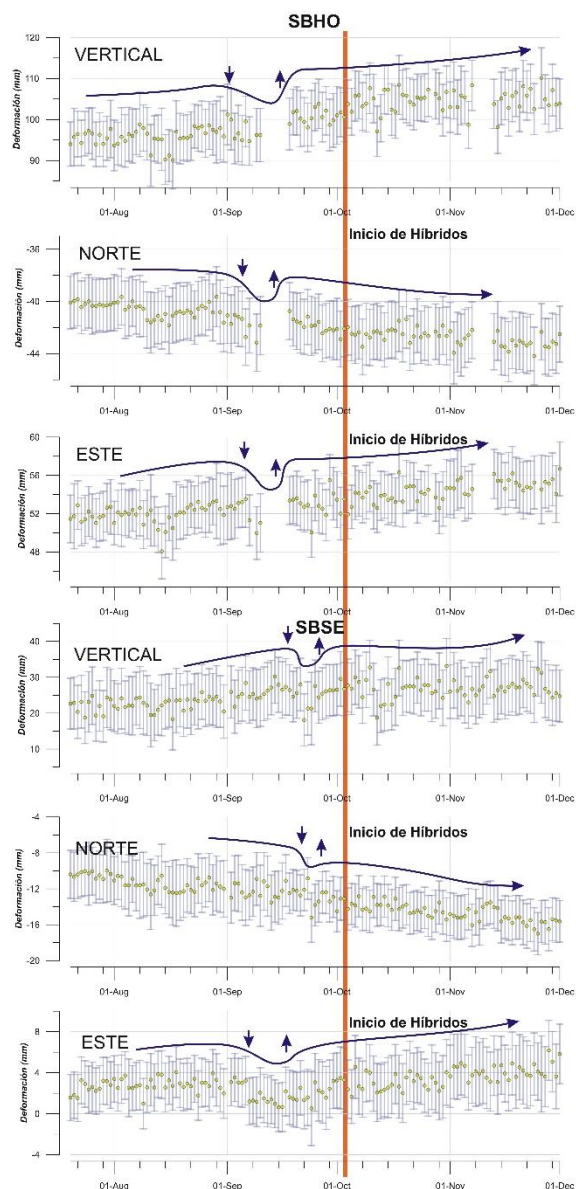 SBHO
VERTICAL
Deformación (mm)
120
110
100
90
01-Aug 01-Sep 01-Oct 01-Nov 01-Dec
Inicio de Híbridos
NORTE
Deformación (mm)
-36
-40
-44
01-Aug 01-Sep 01-Oct 01-Nov 01-Dec
Inicio de Híbridos
ESTE
Deformación (mm)
60
56
52
48
01-Aug 01-Sep 01-Oct 01-Nov 01-Dec
SBSE
VERTICAL
Deformación (mm)
40
30
20
10
01-Aug 01-Sep 01-Oct 01-Nov 01-Dec
Inicio de Híbridos
NORTE
Deformación (mm)
-4
-8
-12
-16
-20
01-Aug 01-Sep 01-Oct 01-Nov 01-Dec
Inicio de Híbridos
ESTE
Deformación (mm)
8
4
0
-4
01-Aug 01-Sep 01-Oct 01-Nov 01-Dec